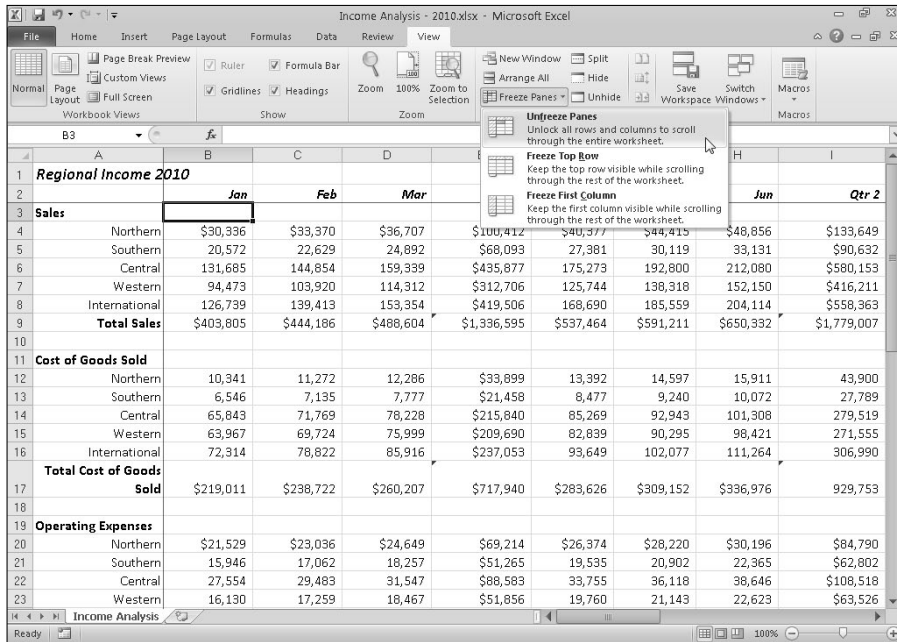 Income Analysis - 2010.xlsx - Microsoft Excel
File Home Insert Page Layout Formulas Data Review View
Normal
Page Layout
Page Break Preview
Custom Views
Full Screen
Workbook Views
Ruler
Formula Bar
Gridlines
Headings
Show
Zoom
100%
Zoom to Selection
Zoom
New Window
Arrange All
Freeze Panes
Split
Hide
Unhide
Save Workspace
Switch Windows
Macros
Macros
B3 fx
Unfreeze Panes
Unlock all rows and columns to scroll
through the entire worksheet.
Freeze Top Row
Keep the top row visible while scrolling
through the rest of the worksheet.
Freeze First Column
Keep the first column visible while scrolling
through the rest of the worksheet.
A B C D H I
1 Regional Income 2010
2 Jan Feb Mar Jun Qtr 2
3 Sales
4 Northern $30,336 $33,370 $36,707 $100,412 $40,377 $44,415 $48,856 $133,649
5 Southern 20,572 22,629 24,892 $68,093 27,381 30,119 33,131 $90,632
6 Central 131,685 144,854 159,339 $435,877 175,273 192,800 212,080 $580,153
7 Western 94,473 103,920 114,312 $312,706 125,744 138,318 152,150 $416,211
8 International 126,739 139,413 153,354 $419,506 168,690 185,559 204,114 $558,363
9 Total Sales $403,805 $444,186 $488,604 $1,336,595 $537,464 $591,211 $650,332 $1,779,007
10
11 Cost of Goods Sold
12 Northern 10,341 11,272 12,286 $33,899 13,392 14,597 15,911 43,900
13 Southern 6,546 7,135 7,777 $21,458 8,477 9,240 10,072 27,789
14 Central 65,843 71,769 78,228 $215,840 85,269 92,943 101,308 279,519
15 Western 63,967 69,724 75,999 $209,690 82,839 90,295 98,421 271,555
16 International 72,314 78,822 85,916 $237,053 93,649 102,077 111,264 306,990
Total Cost of Goods
17 Sold $219,011 $238,722 $260,207 $717,940 $283,626 $309,152 $336,976 929,753
18
19 Operating Expenses
20 Northern $21,529 $23,036 $24,649 $69,214 $26,374 $28,220 $30,196 $84,790
21 Southern 15,946 17,062 18,257 $51,265 19,535 20,902 22,365 $62,802
22 Central 27,554 29,483 31,547 $88,583 33,755 36,118 38,646 $108,518
23 Western 16,130 17,259 18,467 $51,856 19,760 21,143 22,623 $63,526
Income Analysis
Ready 100%